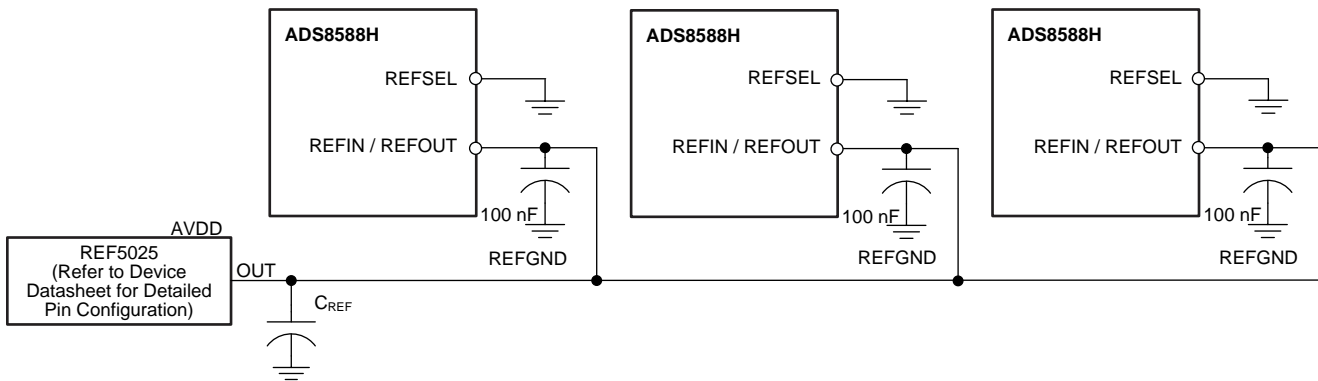 ADS8588H
REFSEL
REFIN / REFOUT
100 nF
REFGND
ADS8588H
REFSEL
REFIN / REFOUT
100 nF
REFGND
ADS8588H
REFSEL
REFIN / REFOUT
100 nF
REFGND
AVDD
REF5025
(Refer to Device
Datasheet for Detailed
Pin Configuration)
OUT
CREF